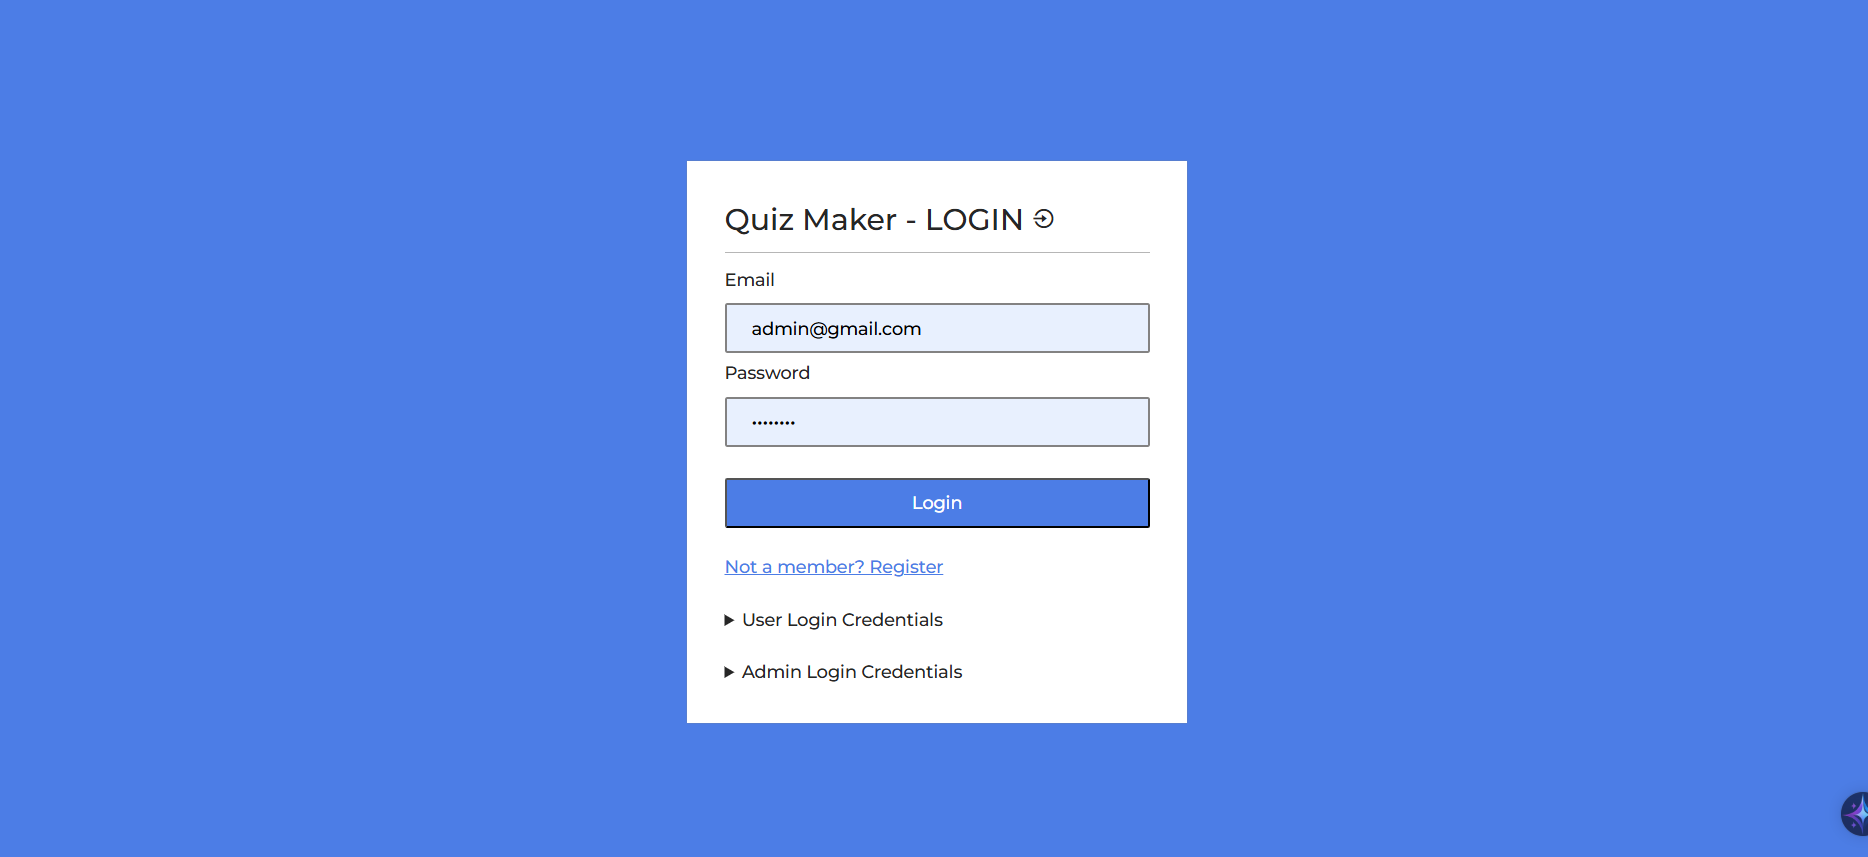 Quiz Maker - LOGIN
Email
admin@gmail.com
Password
••••••••
Login
Not a member? Register
User Login Credentials
Admin Login Credentials